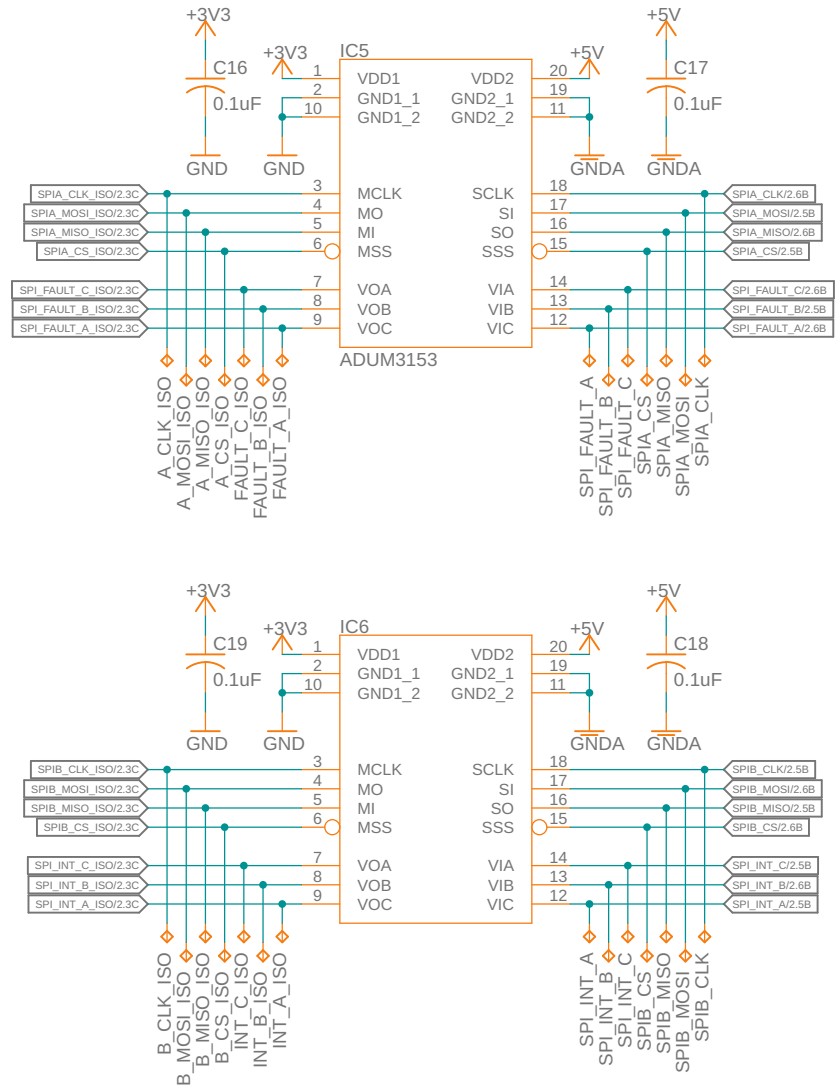 +3V3
+5V
C16
0.1uF
GND
+3V3
GND
IC5
+5V
GNDA
C17
0.1uF
GNDA
1 VDD1 VDD2 20
2 GND1_1 GND2_1 19
10 GND1_2 GND2_2 11
SPIA_CLK_ISO/2.3C 3 MCLK SCLK 18 SPIA_CLK/2.6B
SPIA_MOSI_ISO/2.3C 4 MO SI 17 SPIA_MOSI/2.5B
SPIA_MISO_ISO/2.3C 5 MI SO 16 SPIA_MISO/2.6B
SPIA_CS_ISO/2.3C 6 MSS SSS 15 SPIA_CS/2.5B
SPI_FAULT_C_ISO/2.3C 7 VOA VIA 14 SPI_FAULT_C/2.6B
SPI_FAULT_B_ISO/2.3C 8 VOB VIB 13 SPI_FAULT_B/2.5B
SPI_FAULT_A_ISO/2.3C 9 VOC VIC 12 SPI_FAULT_A/2.6B
ADUM3153
A_CLK_ISO
A_MOSI_ISO
A_MISO_ISO
A_CS_ISO
FAULT_C_ISO
FAULT_B_ISO
FAULT_A_ISO
SPI_FAULT_A
SPI_FAULT_B
SPI_FAULT_C
SPIA_CS
SPIA_MISO
SPIA_MOSI
SPIA_CLK
+3V3
+5V
C19
0.1uF
GND
+3V3
GND
IC6
+5V
GNDA
C18
0.1uF
GNDA
1 VDD1 VDD2 20
2 GND1_1 GND2_1 19
10 GND1_2 GND2_2 11
SPIB_CLK_ISO/2.3C 3 MCLK SCLK 18 SPIB_CLK/2.5B
SPIB_MOSI_ISO/2.3C 4 MO SI 17 SPIB_MOSI/2.6B
SPIB_MISO_ISO/2.3C 5 MI SO 16 SPIB_MISO/2.5B
SPIB_CS_ISO/2.3C 6 MSS SSS 15 SPIB_CS/2.6B
SPI_INT_C_ISO/2.3C 7 VOA VIA 14 SPI_INT_C/2.5B
SPI_INT_B_ISO/2.3C 8 VOB VIB 13 SPI_INT_B/2.6B
SPI_INT_A_ISO/2.3C 9 VOC VIC 12 SPI_INT_A/2.5B
B_CLK_ISO
B_MOSI_ISO
B_MISO_ISO
B_CS_ISO
INT_C_ISO
INT_B_ISO
INT_A_ISO
SPI_INT_A
SPI_INT_B
SPI_INT_C
SPIB_CS
SPIB_MISO
SPIB_MOSI
SPIB_CLK